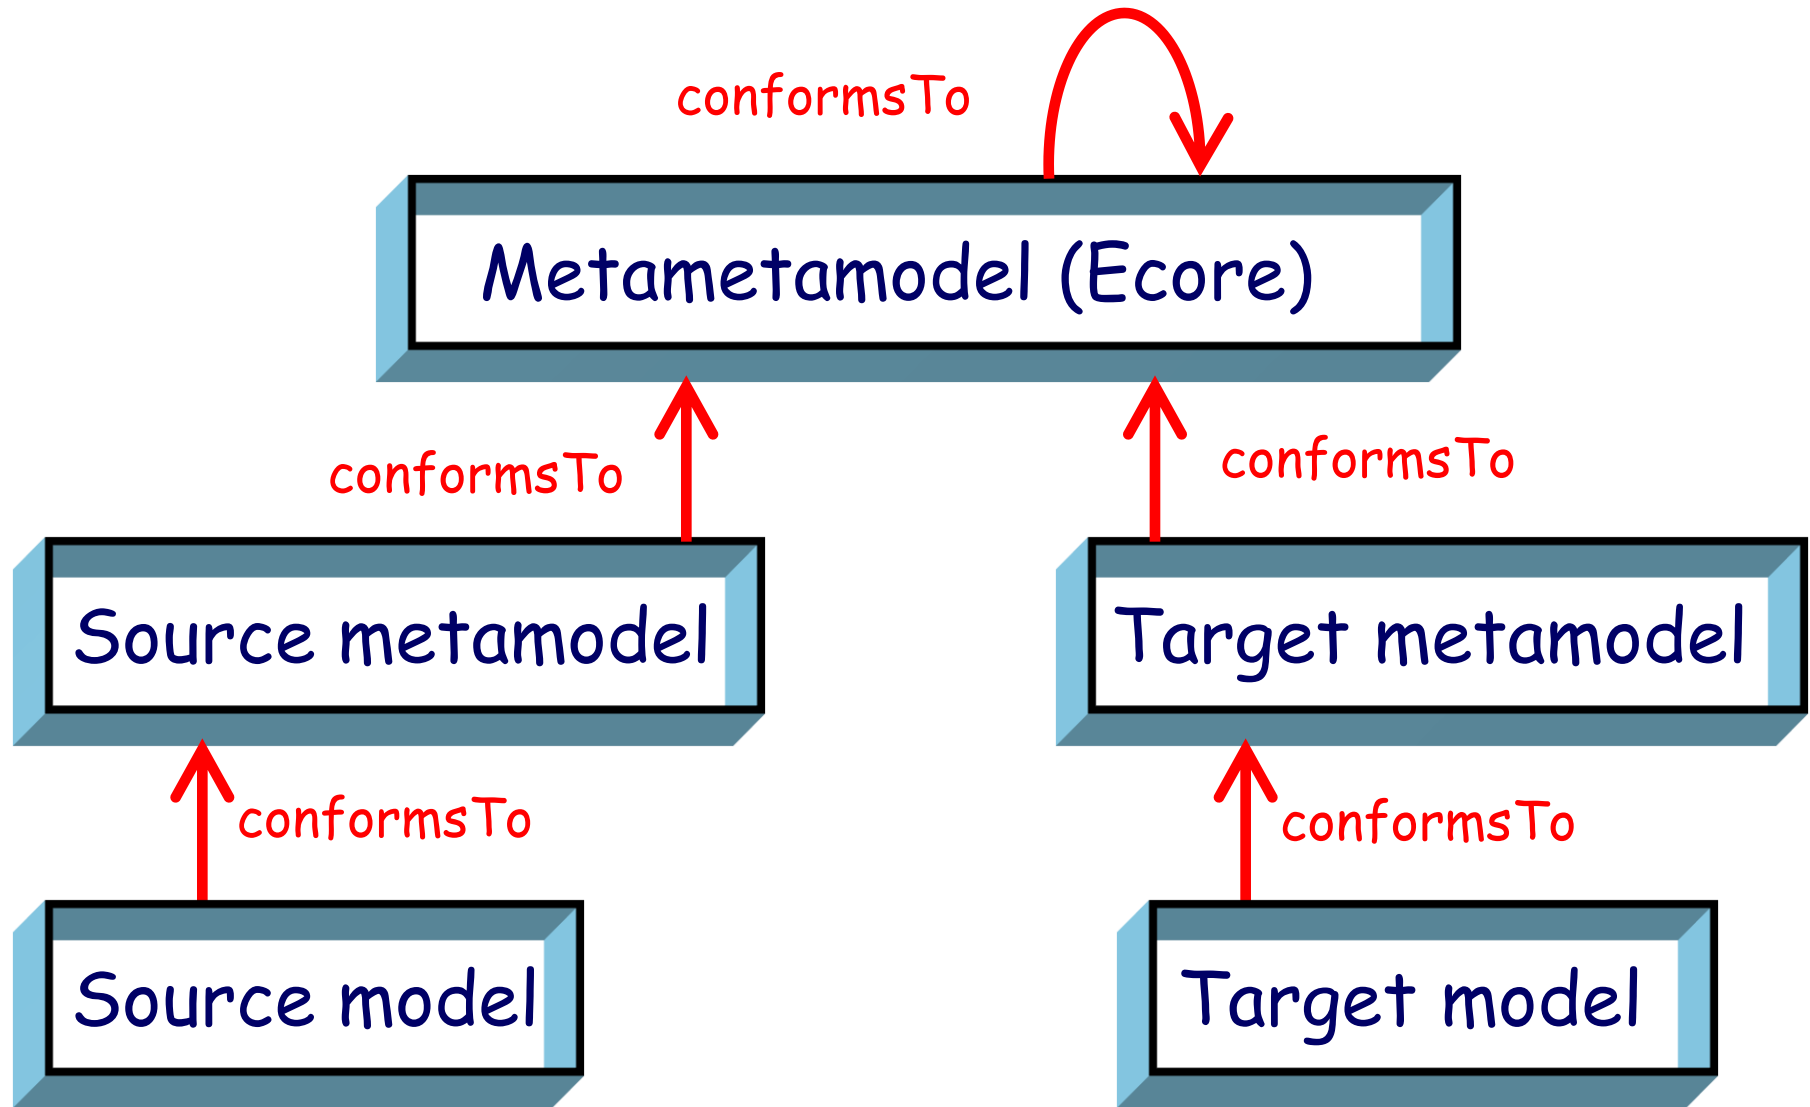 conformsTo
Metametamodel (Ecore)
conformsTo
conformsTo
Source metamodel
Target metamodel
conformsTo
conformsTo
Source model
Target model